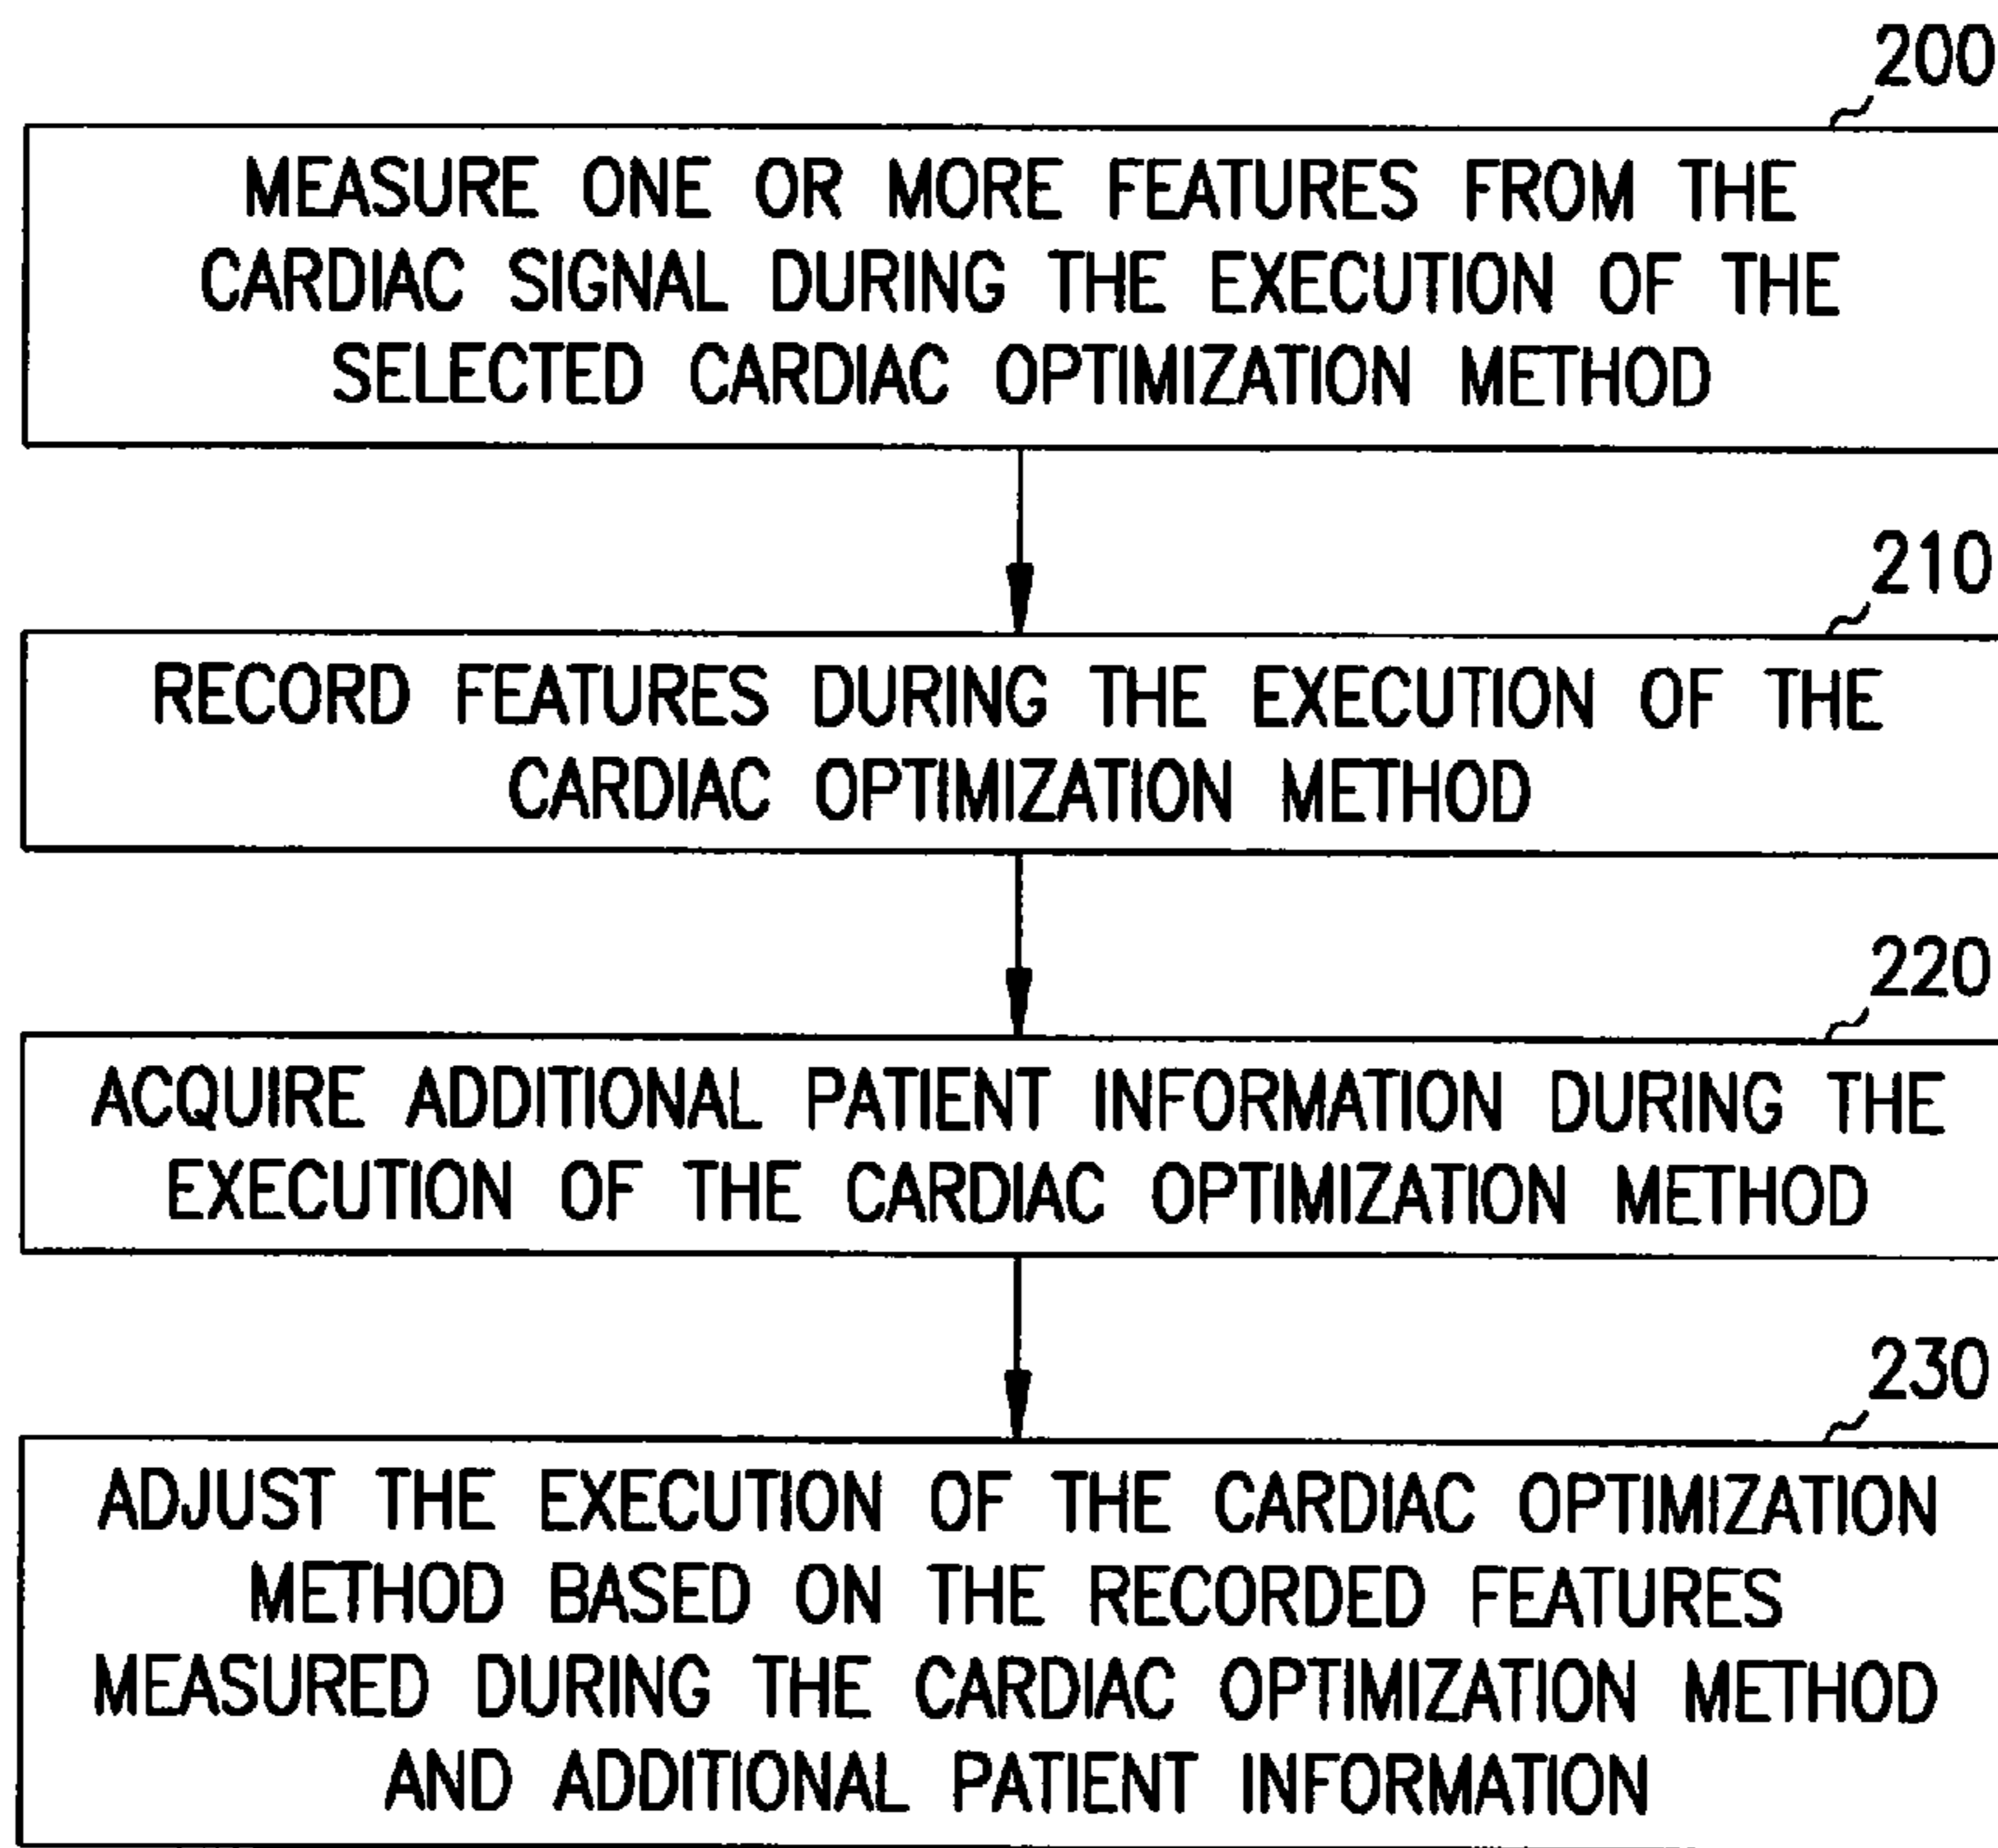 200
MEASURE ONE OR MORE FEATURES FROM THE
CARDIAC SIGNAL DURING THE EXECUTION OF THE
SELECTED CARDIAC OPTIMIZATION METHOD
210
RECORD FEATURES DURING THE EXECUTION OF THE
CARDIAC OPTIMIZATION METHOD
220
ACQUIRE ADDITIONAL PATIENT INFORMATION DURING THE
EXECUTION OF THE CARDIAC OPTIMIZATION METHOD
230
ADJUST THE EXECUTION OF THE CARDIAC OPTIMIZATION
METHOD BASED ON THE RECORDED FEATURES
MEASURED DURING THE CARDIAC OPTIMIZATION METHOD
AND ADDITIONAL PATIENT INFORMATION